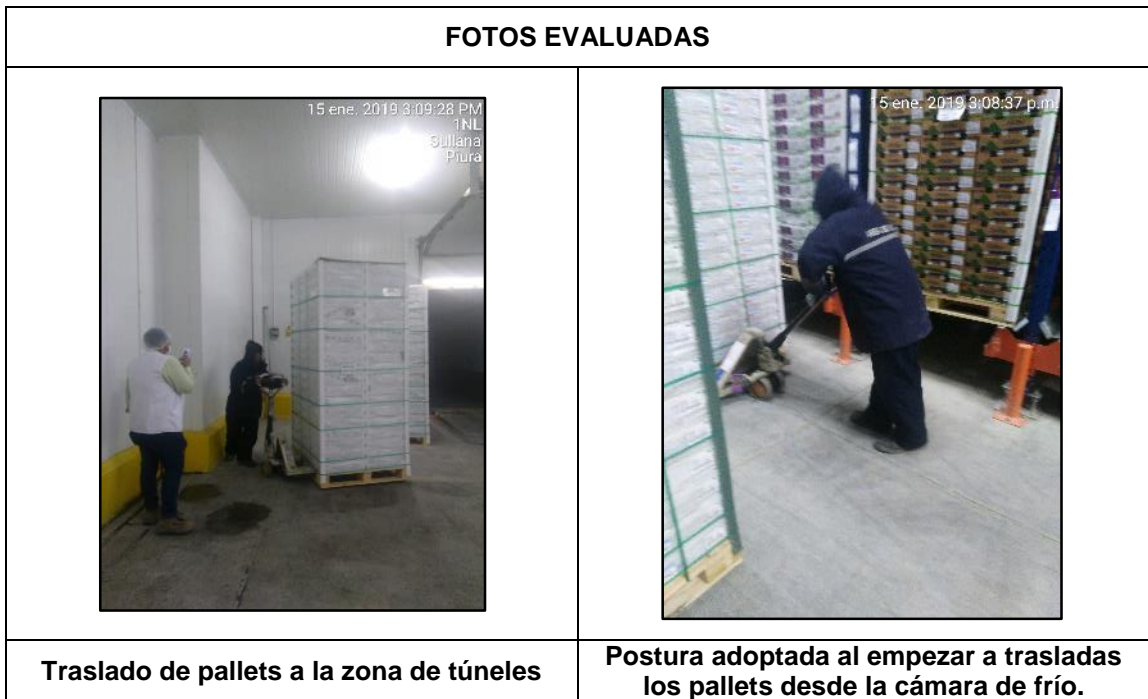 FOTOS EVALUADAS
15 ene. 2019 3:09:28 PM
1NL
Sullana
Piura
15 ene. 2019 3:08:37 p.m.
Traslado de pallets a la zona de túneles
Postura adoptada al empezar a trasladas
los pallets desde la cámara de frío.